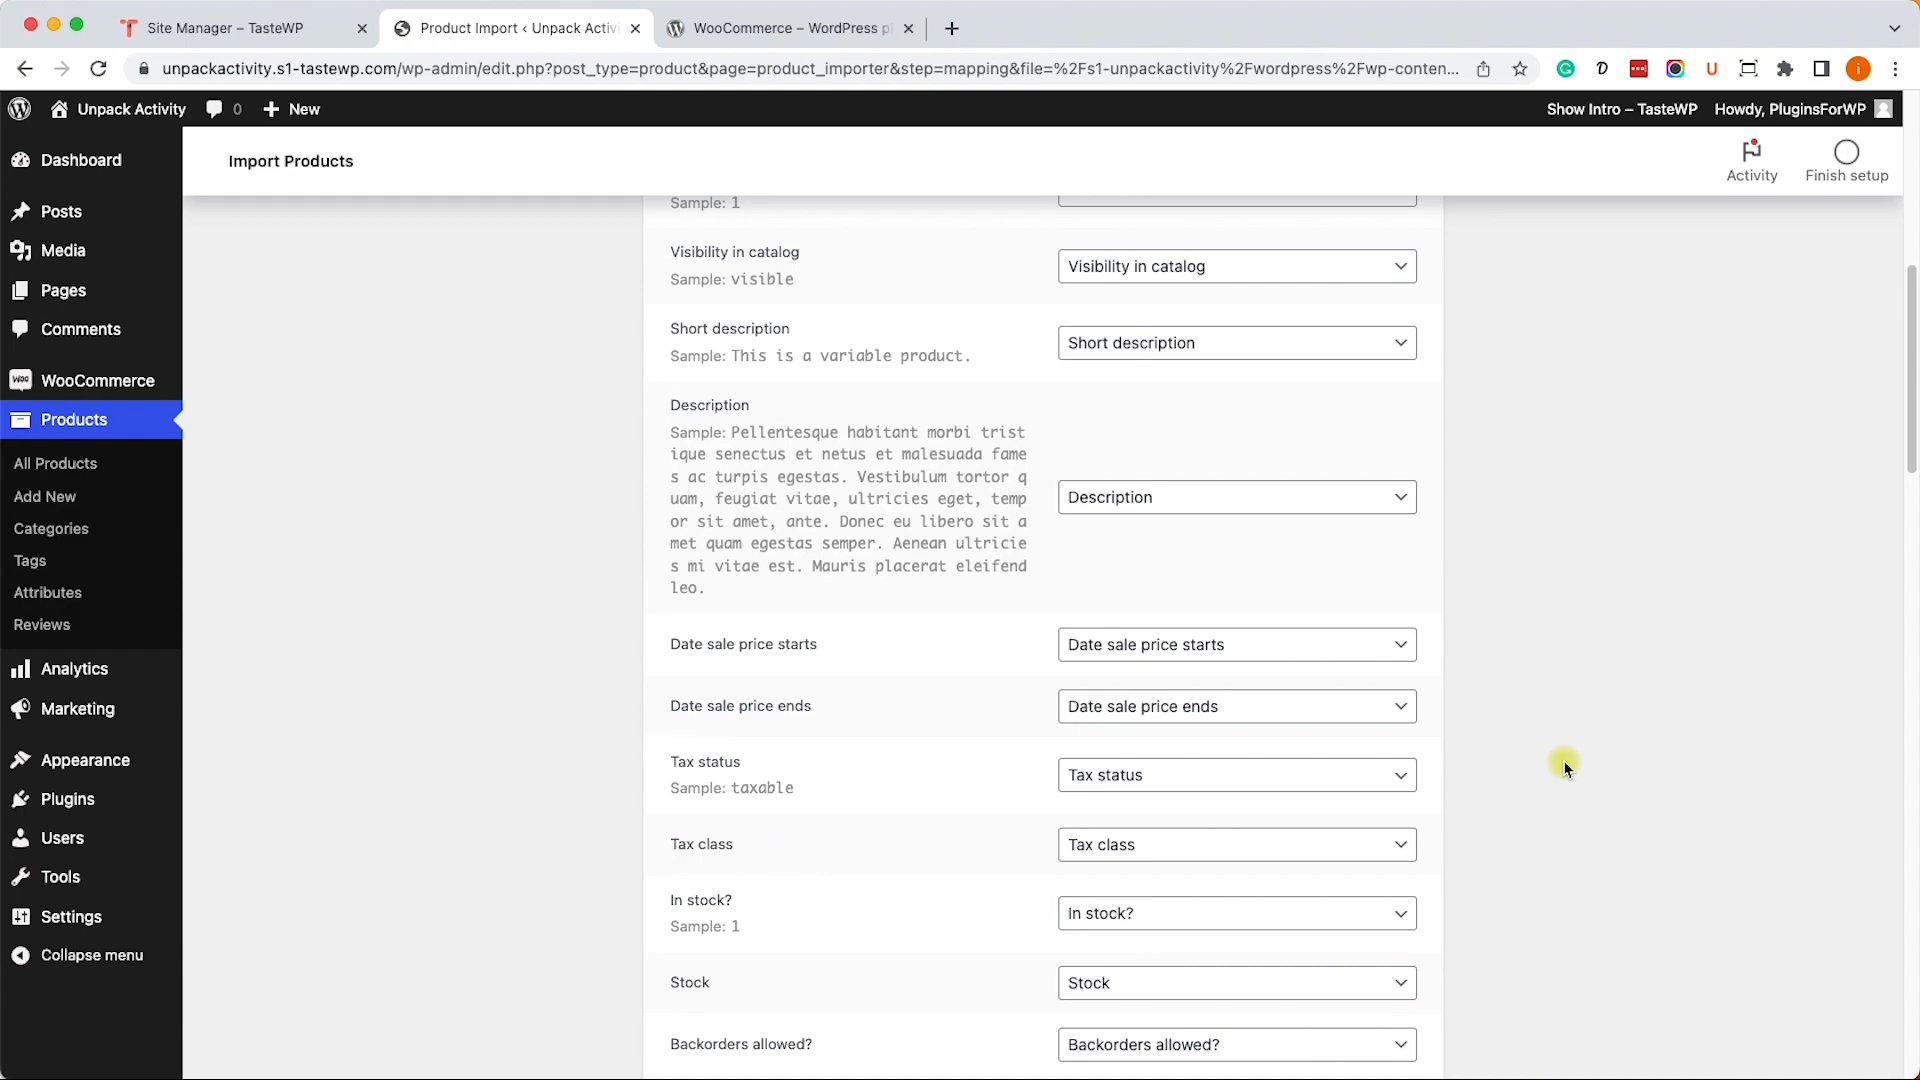 Site Manager – TasteWP
Product Import ‹ Unpack Activi
WooCommerce – WordPress pl
unpackactivity.s1-tastewp.com/wp-admin/edit.php?post_type=product&page=product_importer&step=mapping&file=%2Fs1-unpackactivity%2Fwordpress%2Fwp-conten...
Unpack Activity
0
New
Show Intro – TasteWP
Howdy, PluginsForWP
Dashboard
Posts
Media
Pages
Comments
WooCommerce
Products
All Products
Add New
Categories
Tags
Attributes
Reviews
Analytics
Marketing
Appearance
Plugins
Users
Tools
Settings
Collapse menu
Import Products
Activity
Finish setup
Sample: 1
Visibility in catalog
Sample: visible
Visibility in catalog
Short description
Sample: This is a variable product.
Short description
Description
Sample: Pellentesque habitant morbi trist
ique senectus et netus et malesuada fame
s ac turpis egestas. Vestibulum tortor q
uam, feugiat vitae, ultricies eget, temp
or sit amet, ante. Donec eu libero sit a
met quam egestas semper. Aenean ultricie
s mi vitae est. Mauris placerat eleifend
leo.
Description
Date sale price starts
Date sale price starts
Date sale price ends
Date sale price ends
Tax status
Sample: taxable
Tax status
Tax class
Tax class
In stock?
Sample: 1
In stock?
Stock
Stock
Backorders allowed?
Backorders allowed?